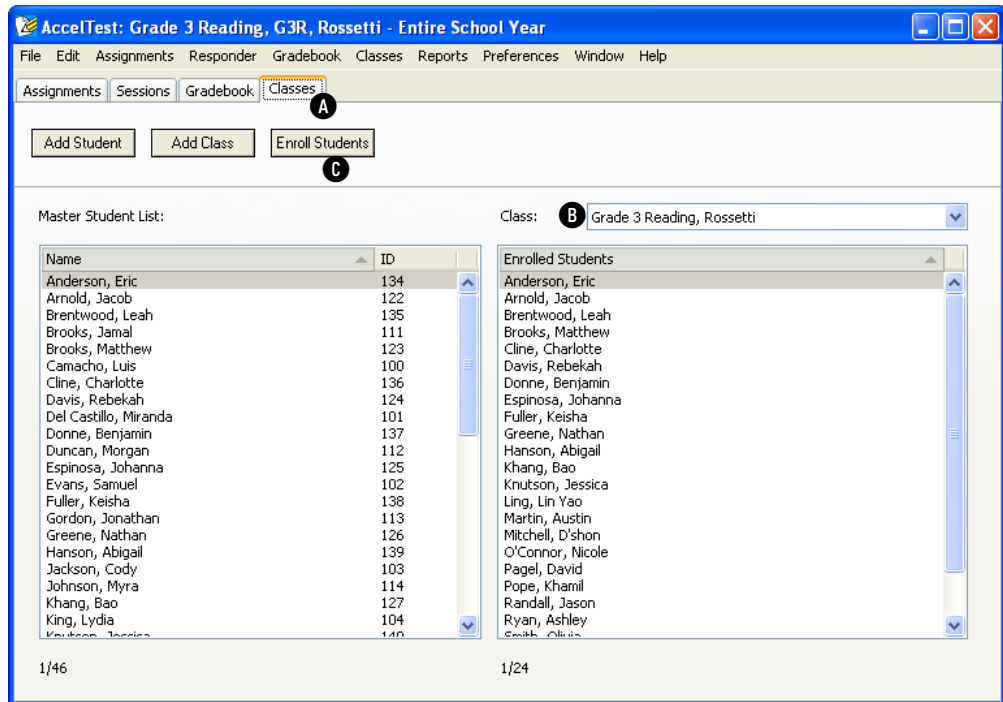 AccelTest: Grade 3 Reading, G3R, Rossetti - Entire School Year
File Edit Assignments Responder Gradebook Classes Reports Preferences Window Help
Assignments Sessions Gradebook Classes
A
Add Student Add Class Enroll Students
C
Master Student List: Class: B Grade 3 Reading, Rossetti
Name ID Enrolled Students
Anderson, Eric 134 Anderson, Eric
Arnold, Jacob 122 Arnold, Jacob
Brentwood, Leah 135 Brentwood, Leah
Brooks, Jamal 111 Brooks, Matthew
Brooks, Matthew 123 Cline, Charlotte
Camacho, Luis 100 Davis, Rebekah
Cline, Charlotte 136 Donne, Benjamin
Davis, Rebekah 124 Espinosa, Johanna
Del Castillo, Miranda 101 Fuller, Keisha
Donne, Benjamin 137 Greene, Nathan
Duncan, Morgan 112 Hanson, Abigail
Espinosa, Johanna 125 Khang, Bao
Evans, Samuel 102 Knutson, Jessica
Fuller, Keisha 138 Ling, Lin Yao
Gordon, Jonathan 113 Martin, Austin
Greene, Nathan 126 Mitchell, D'shon
Hanson, Abigail 139 O'Connor, Nicole
Jackson, Cody 103 Pagel, David
Johnson, Myra 114 Pope, Khamil
Khang, Bao 127 Randall, Jason
King, Lydia 104 Ryan, Ashley
Knutson, Jessica 140 Smith, Olivia
1/46 1/24